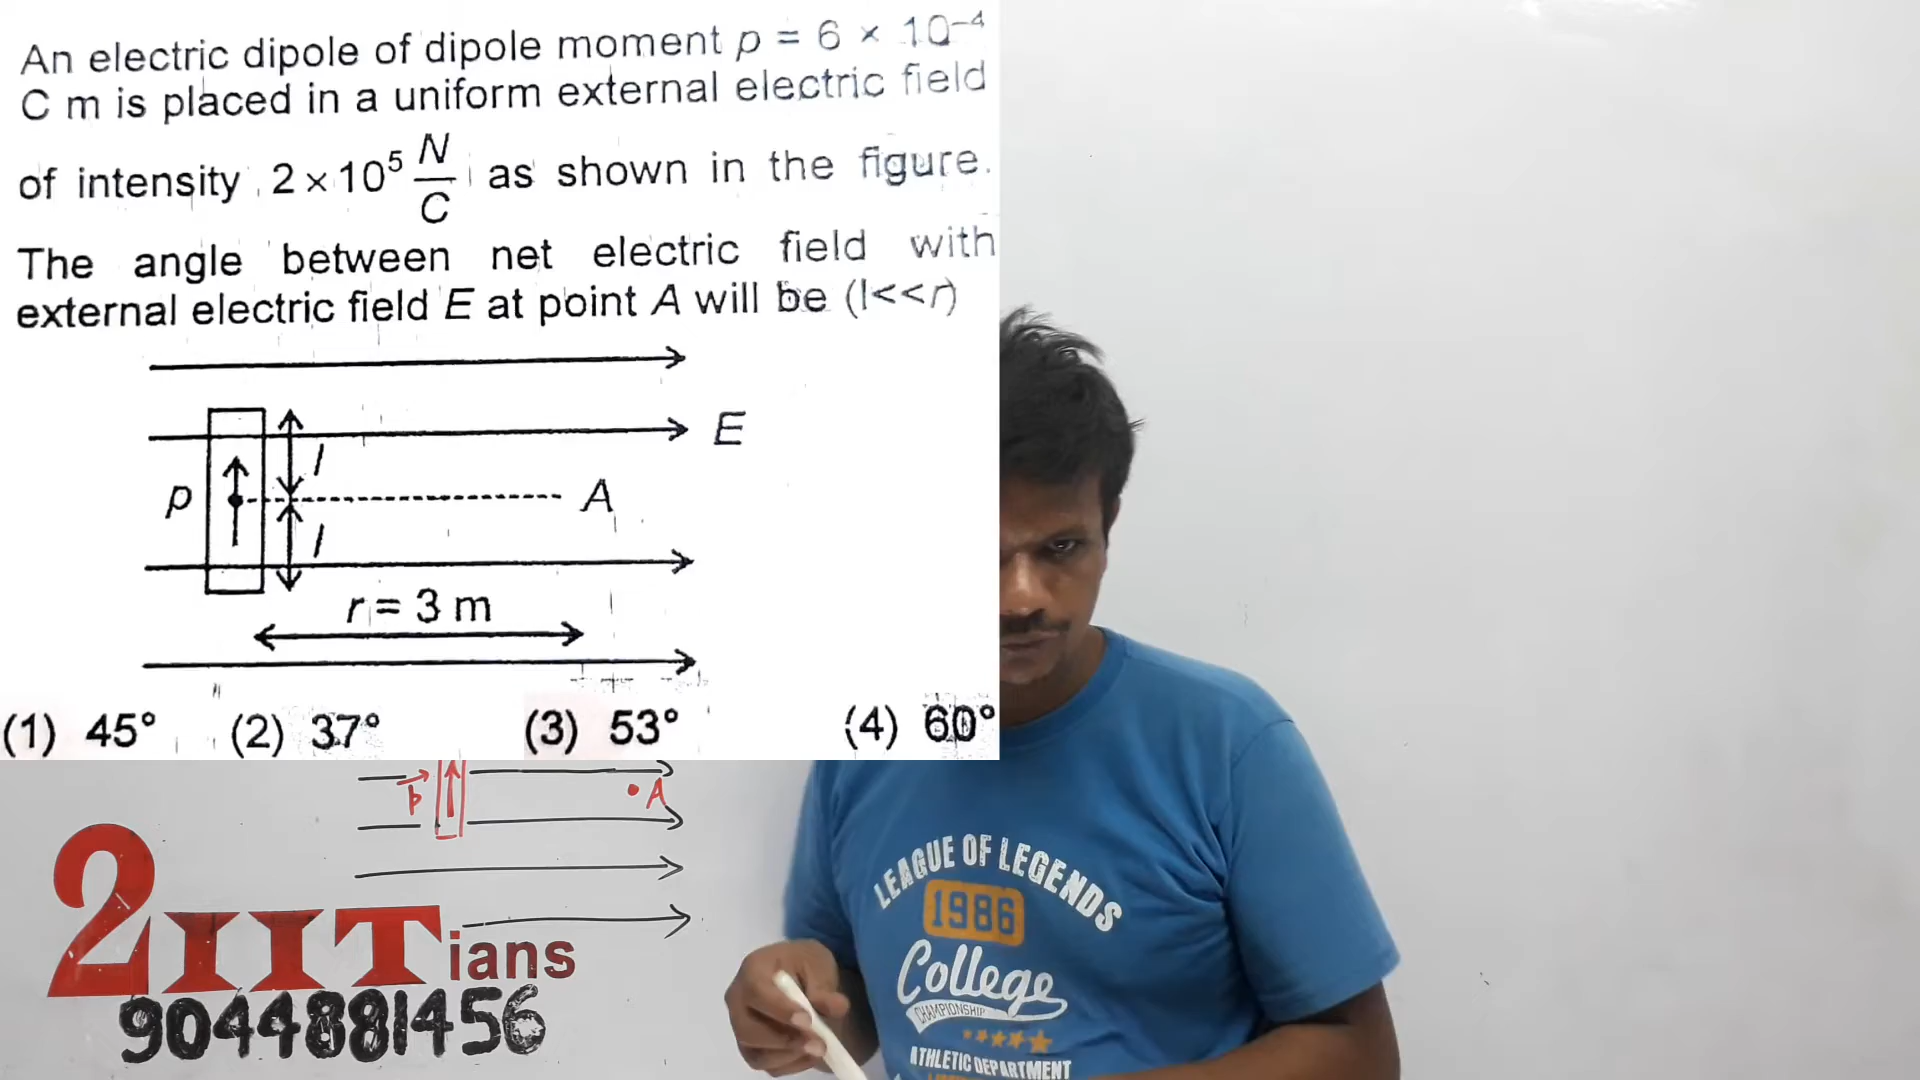 An electric dipole of dipole moment p = 6 × 10⁻⁴
C m is placed in a uniform external electric field
of intensity 2 × 10⁵ N/C as shown in the figure.
The angle between net electric field with
external electric field E at point A will be (l<<r)
E
l
p
A
l
r = 3 m
(1) 45° (2) 37° (3) 53° (4) 60°
p
A
2IITians
9044881456
LEAGUE OF LEGENDS
1986
College
CHAMPIONSHIP
ATHLETIC DEPARTMENT